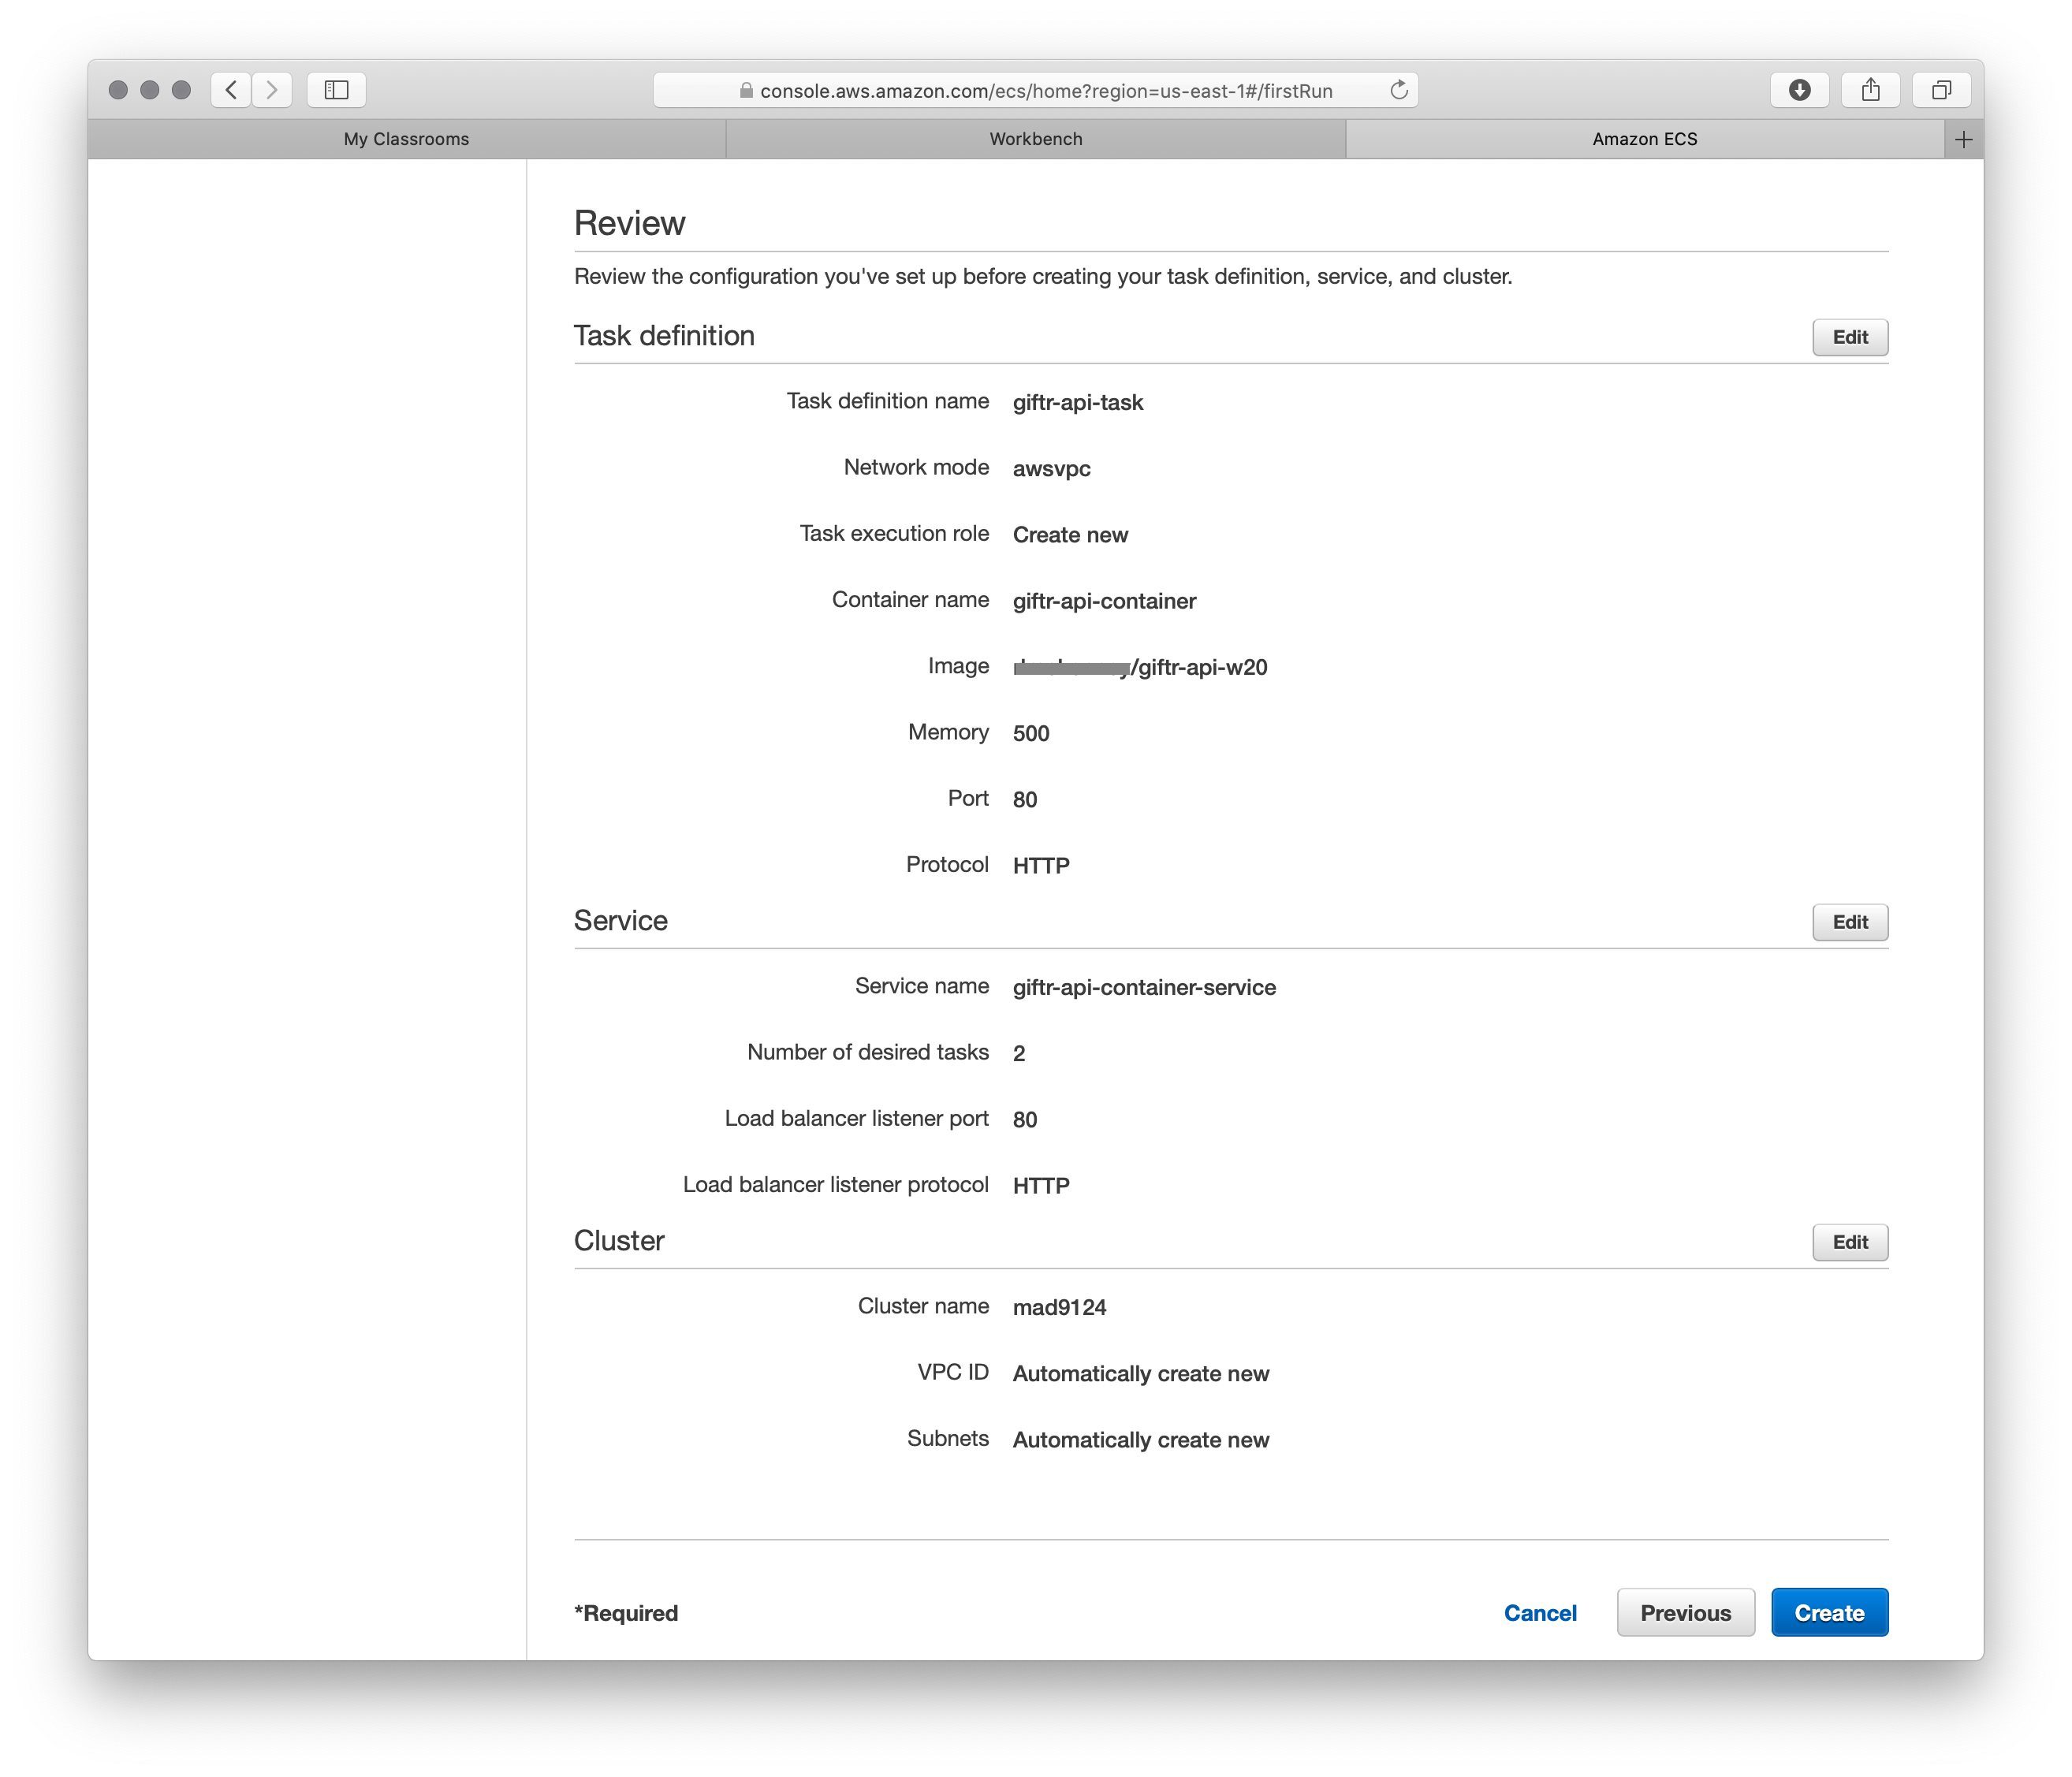 console.aws.amazon.com/ecs/home?region=us-east-1#/firstRun
My Classrooms
Workbench
Amazon ECS
Review
Review the configuration you've set up before creating your task definition, service, and cluster.
Task definition
Edit
Task definition name giftr-api-task
Network mode awsvpc
Task execution role Create new
Container name giftr-api-container
Image /giftr-api-w20
Memory 500
Port 80
Protocol HTTP
Service
Edit
Service name giftr-api-container-service
Number of desired tasks 2
Load balancer listener port 80
Load balancer listener protocol HTTP
Cluster
Edit
Cluster name mad9124
VPC ID Automatically create new
Subnets Automatically create new
*Required
Cancel
Previous
Create